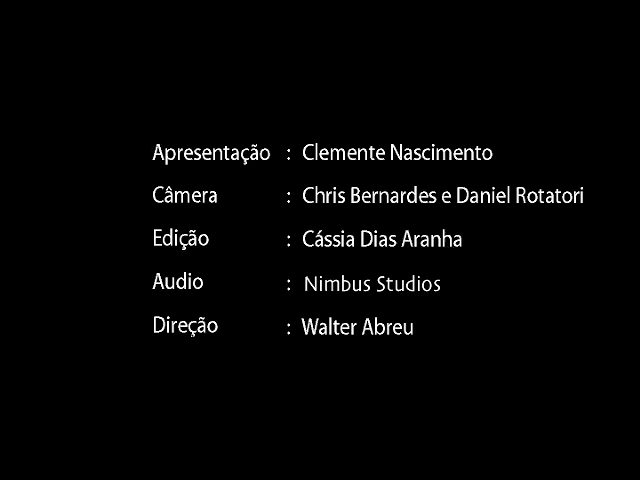 Apresentação : Clemente Nascimento
Câmera : Chris Bernardes e Daniel Rotatori
Edição : Cássia Dias Aranha
Audio : Nimbus Studios
Direção : Walter Abreu